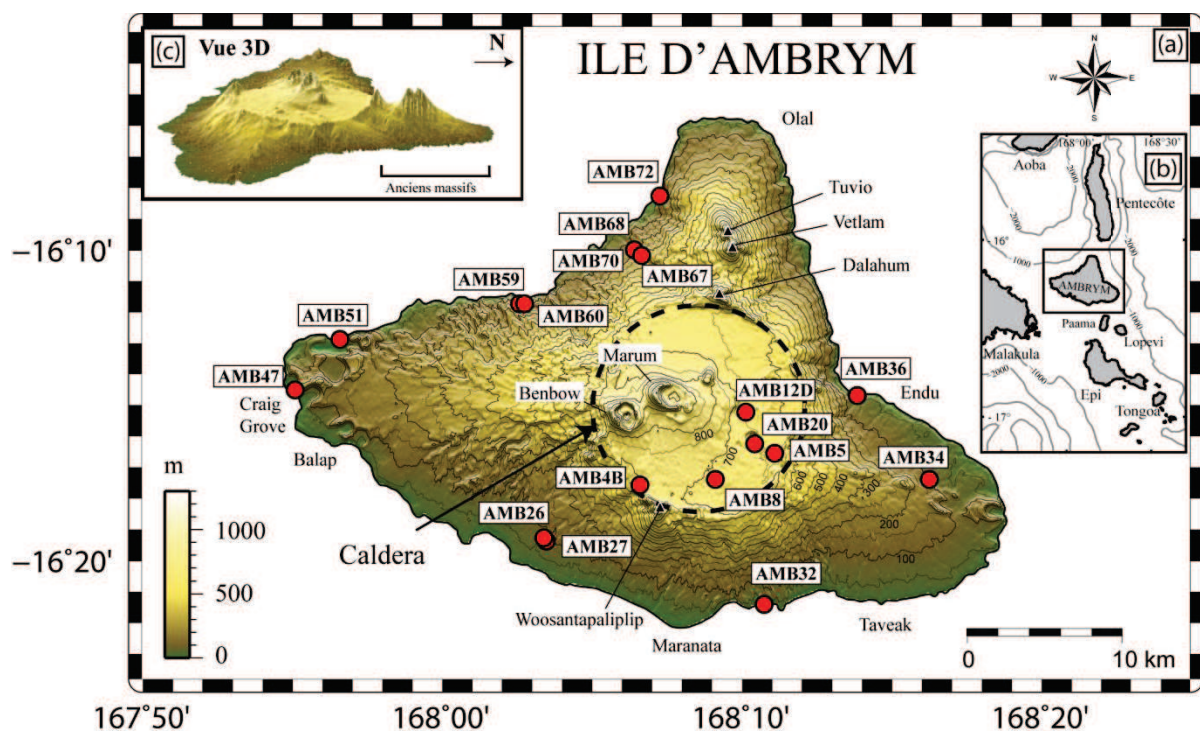 (c)
Vue 3D
N
Anciens massifs
ILE D'AMBRYM
(a)
N
W
E
S
168°00'
168°30'
(b)
Aoba
-2000
-2000
-1000
-2000
Pentecôte
16°
AMBRYM
-1000
Paama
Lopevi
Malakula
-2000
-1000
Epi
Tongoa
17°
Olal
AMB72
Tuvio
Vetlam
AMB68
AMB70
AMB67
Dalahum
AMB59
AMB60
AMB51
Marum
AMB36
AMB47
Benbow
AMB12D
Endu
Craig
Grove
AMB20
Balap
AMB5
AMB34
800
700
600
500
400
300
200
100
AMB4B
AMB8
AMB26
AMB27
Caldera
AMB32
Woosantapaliplip
Maranata
Taveak
m
1000
500
0
0
10 km
−16°10'
−16°20'
167°50'
168°00'
168°10'
168°20'